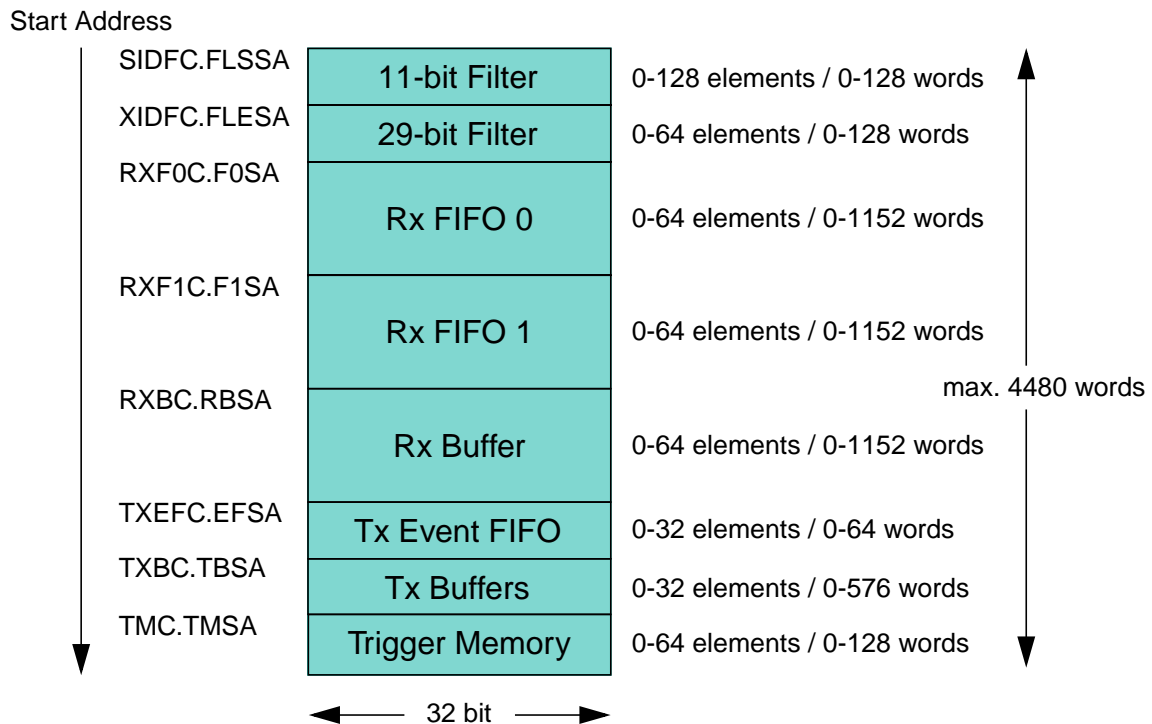 Start Address
SIDFC.FLSSA
11-bit Filter
0-128 elements / 0-128 words
XIDFC.FLESA
29-bit Filter
0-64 elements / 0-128 words
RXF0C.F0SA
Rx FIFO 0
0-64 elements / 0-1152 words
RXF1C.F1SA
Rx FIFO 1
0-64 elements / 0-1152 words
max. 4480 words
RXBC.RBSA
Rx Buffer
0-64 elements / 0-1152 words
TXEFC.EFSA
Tx Event FIFO
0-32 elements / 0-64 words
TXBC.TBSA
Tx Buffers
0-32 elements / 0-576 words
TMC.TMSA
Trigger Memory
0-64 elements / 0-128 words
32 bit